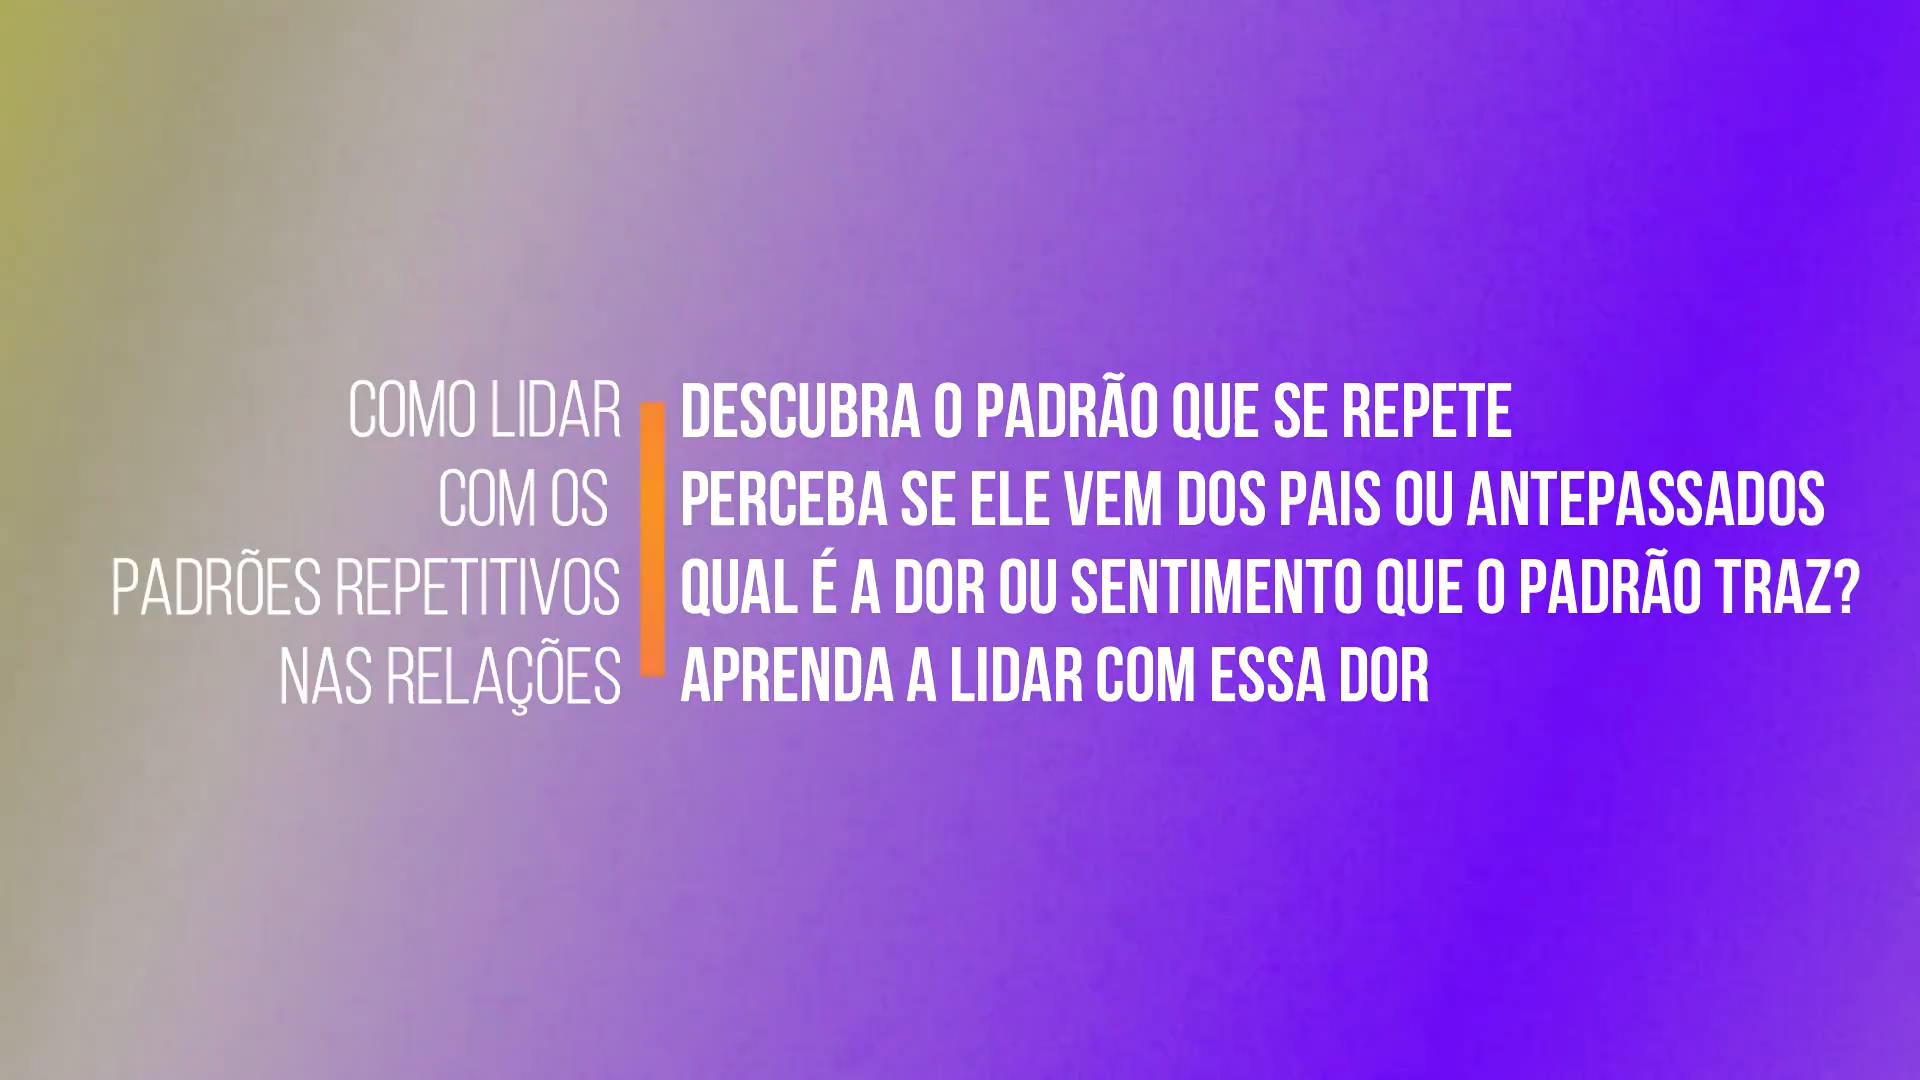 COMO LIDAR
COM OS
PADRÕES REPETITIVOS
NAS RELAÇÕES
DESCUBRA O PADRÃO QUE SE REPETE
PERCEBA SE ELE VEM DOS PAIS OU ANTEPASSADOS
QUAL É A DOR OU SENTIMENTO QUE O PADRÃO TRAZ?
APRENDA A LIDAR COM ESSA DOR